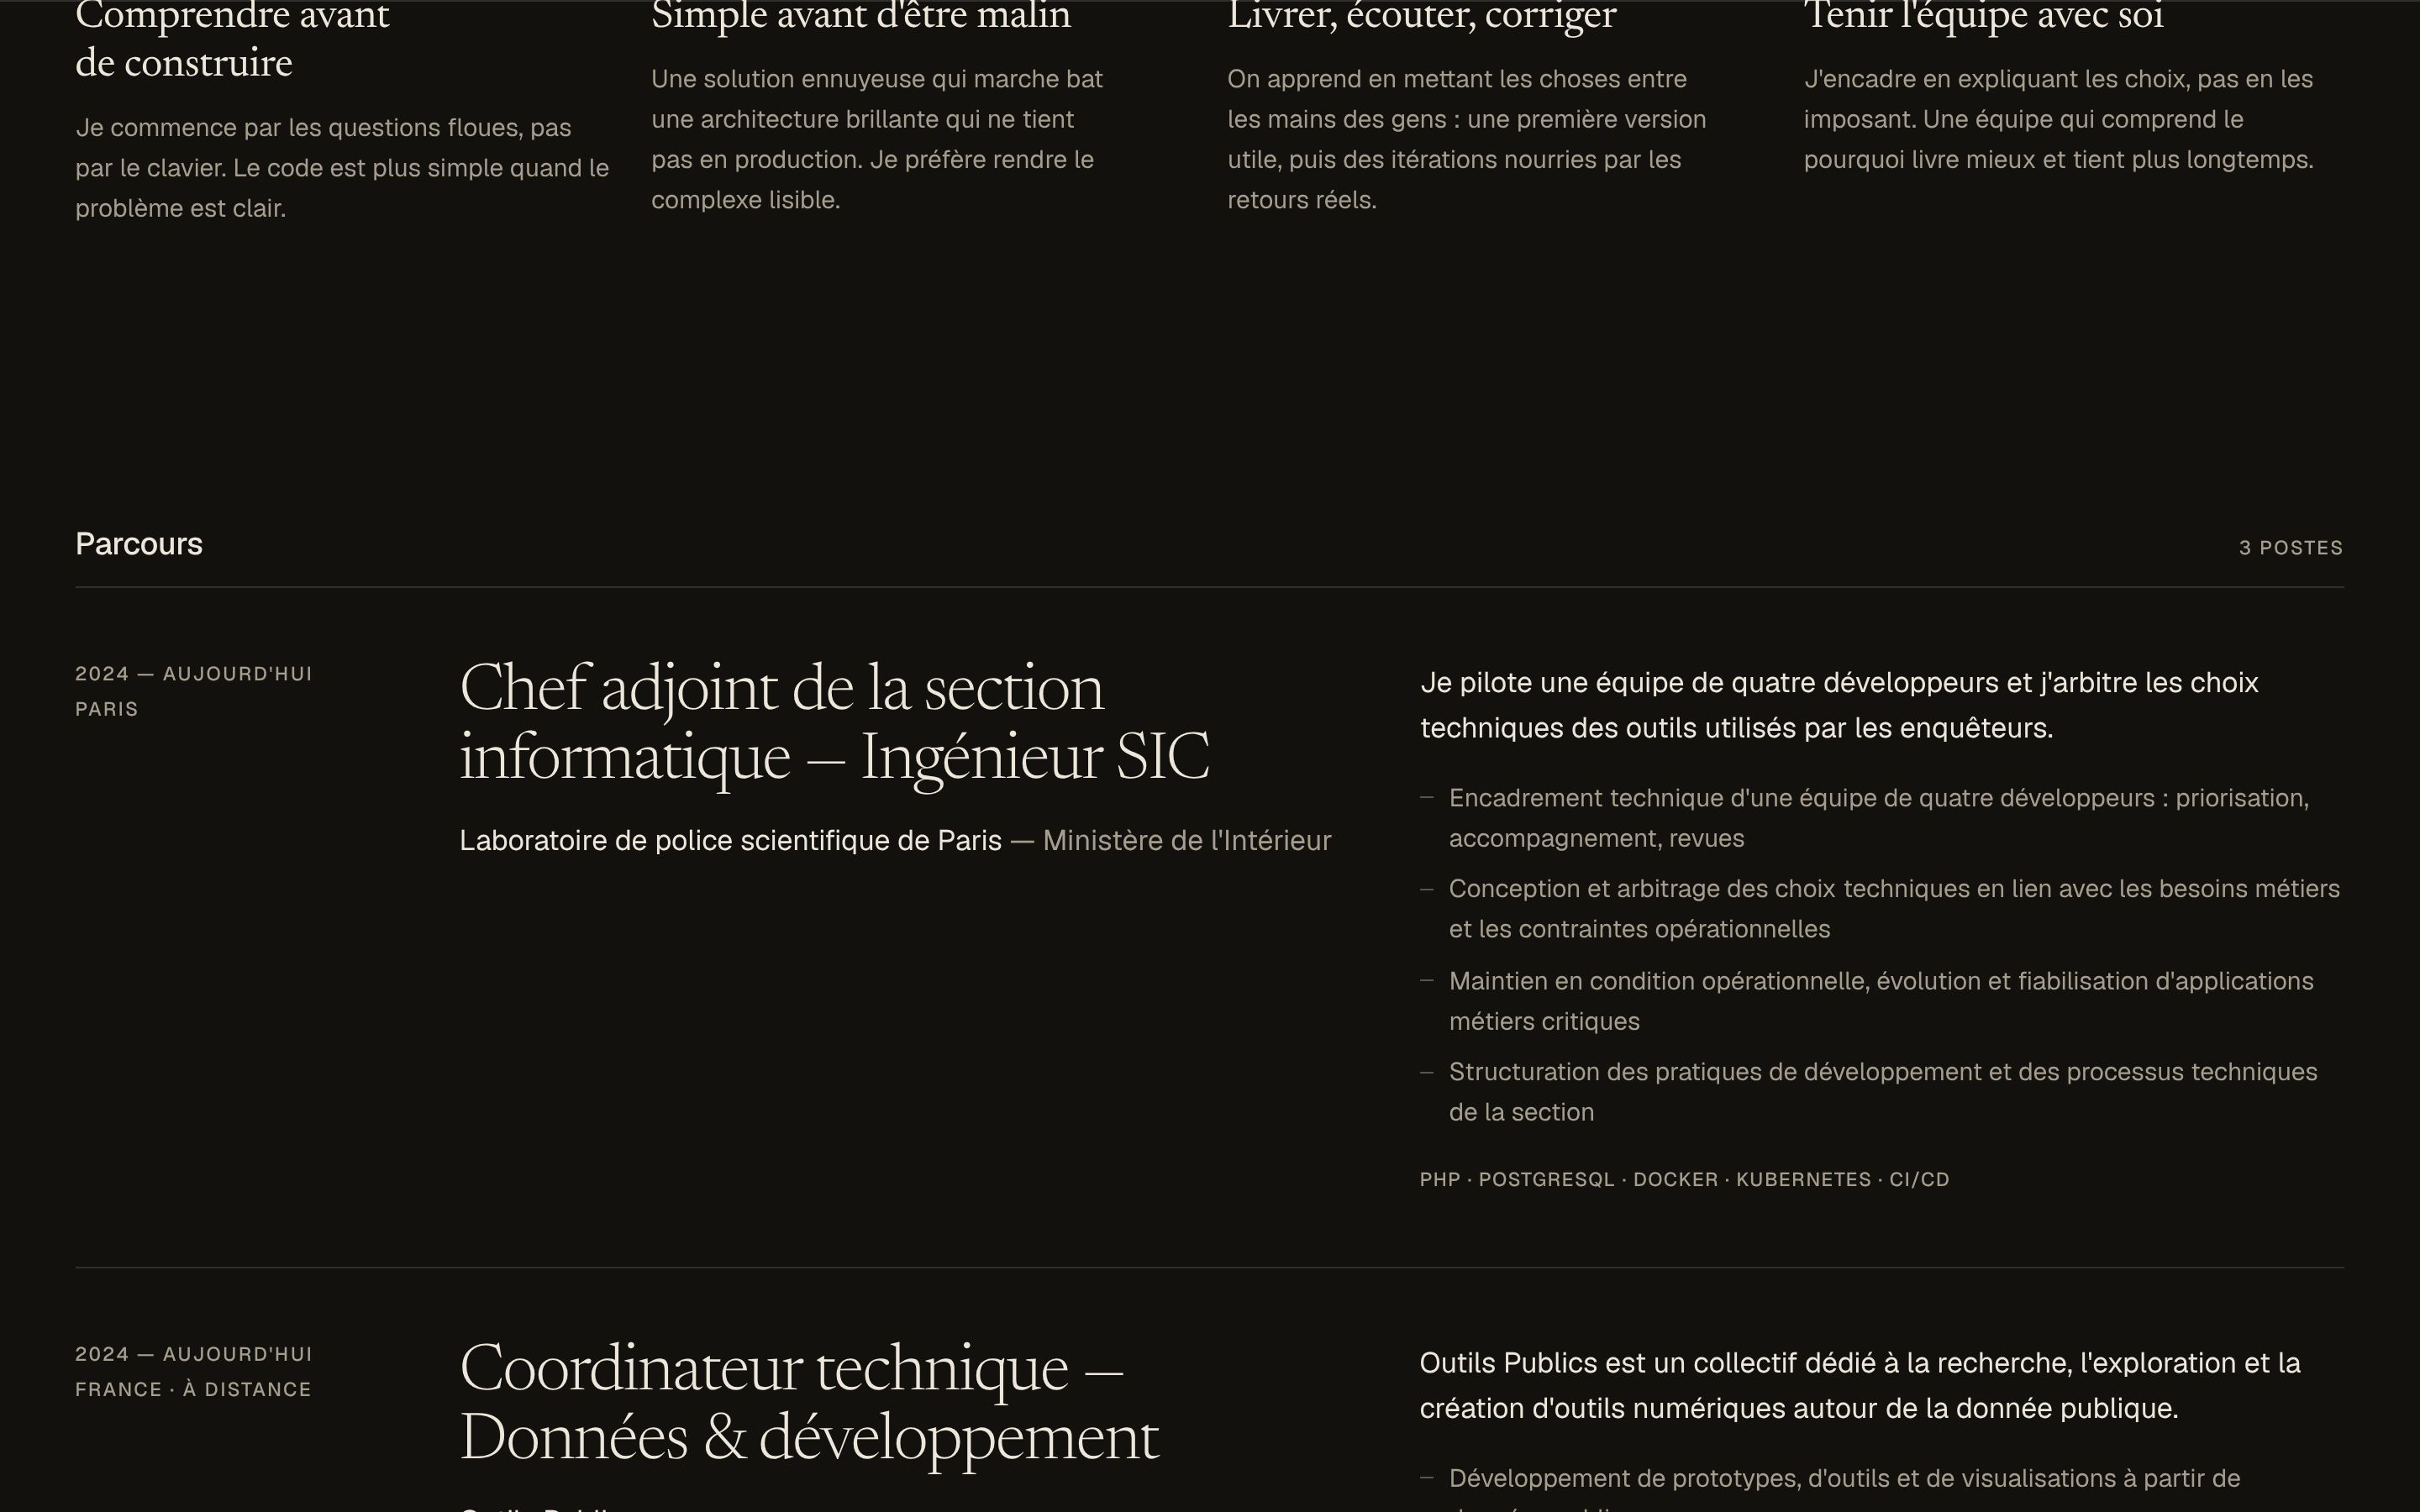 Comprendre avant
de construire
Je commence par les questions floues, pas
par le clavier. Le code est plus simple quand le
problème est clair.
Simple avant d'être malin
Une solution ennuyeuse qui marche bat
une architecture brillante qui ne tient
pas en production. Je préfère rendre le
complexe lisible.
Livrer, écouter, corriger
On apprend en mettant les choses entre
les mains des gens : une première version
utile, puis des itérations nourries par les
retours réels.
Tenir l'équipe avec soi
J'encadre en expliquant les choix, pas en les
imposant. Une équipe qui comprend le
pourquoi livre mieux et tient plus longtemps.
Parcours
3 POSTES
2024 — AUJOURD'HUI
PARIS
Chef adjoint de la section
informatique — Ingénieur SIC
Laboratoire de police scientifique de Paris — Ministère de l'Intérieur
Je pilote une équipe de quatre développeurs et j'arbitre les choix
techniques des outils utilisés par les enquêteurs.
— Encadrement technique d'une équipe de quatre développeurs : priorisation,
accompagnement, revues
— Conception et arbitrage des choix techniques en lien avec les besoins métiers
et les contraintes opérationnelles
— Maintien en condition opérationnelle, évolution et fiabilisation d'applications
métiers critiques
— Structuration des pratiques de développement et des processus techniques
de la section
PHP · POSTGRESQL · DOCKER · KUBERNETES · CI/CD
2024 — AUJOURD'HUI
FRANCE · À DISTANCE
Coordinateur technique —
Données & développement
Outils Publics est un collectif dédié à la recherche, l'exploration et la
création d'outils numériques autour de la donnée publique.
— Développement de prototypes, d'outils et de visualisations à partir de